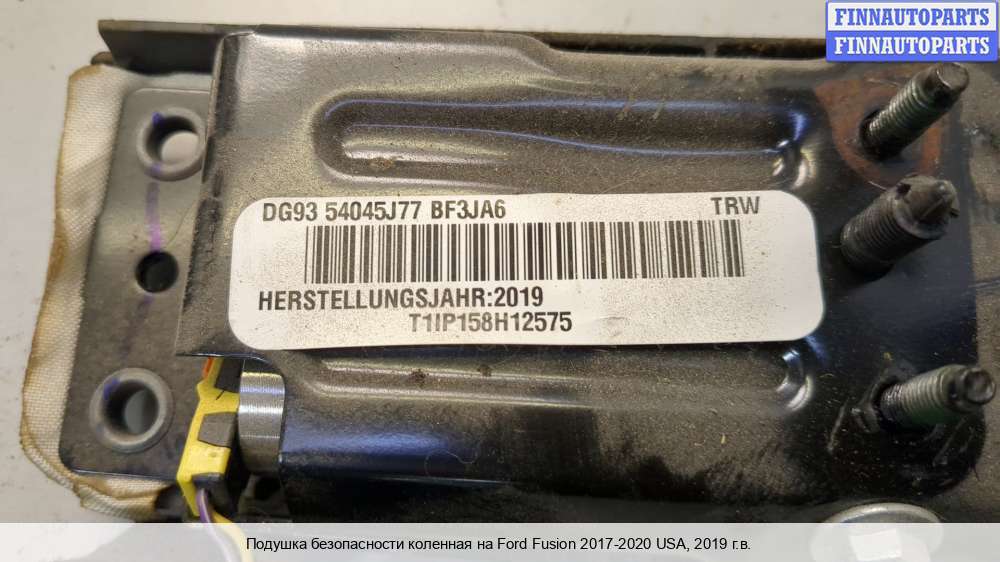 FINNAUTOPARTS
FINNAUTOPARTS
DG93 54045J77 BF3JA6 TRW
HERSTELLUNGSJAHR:2019
T1IP158H12575
Подушка безопасности коленная на Ford Fusion 2017-2020 USA, 2019 г.в.